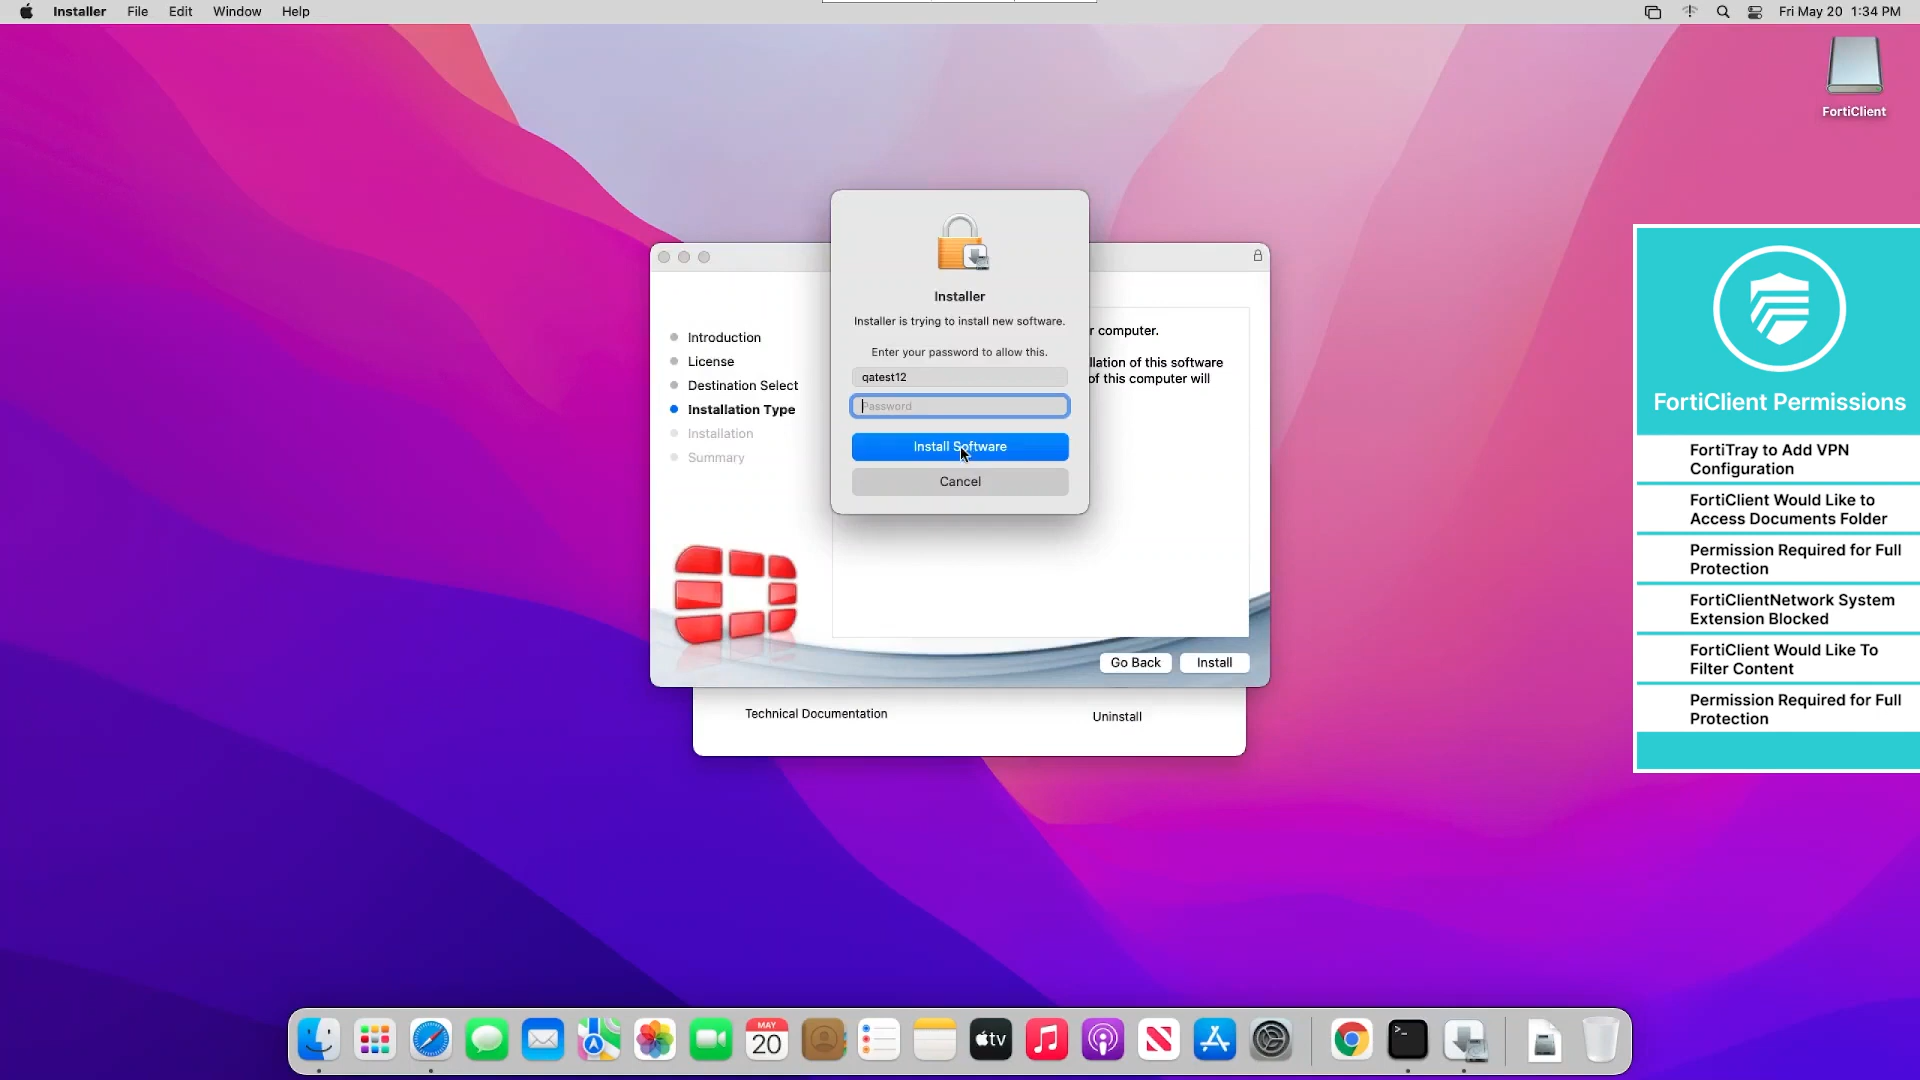 Installer File Edit Window Help
Fri May 20 1:34 PM
FortiClient
Installer
Installer is trying to install new software.
Enter your password to allow this.
qatest12
Password
Install Software
Cancel
Introduction
License
Destination Select
Installation Type
Installation
Summary
r computer.
llation of this software
of this computer will
Go Back
Install
Technical Documentation
Uninstall
FortiClient Permissions
FortiTray to Add VPN
Configuration
FortiClient Would Like to
Access Documents Folder
Permission Required for Full
Protection
FortiClientNetwork System
Extension Blocked
FortiClient Would Like To
Filter Content
Permission Required for Full
Protection
MAY
20
tv